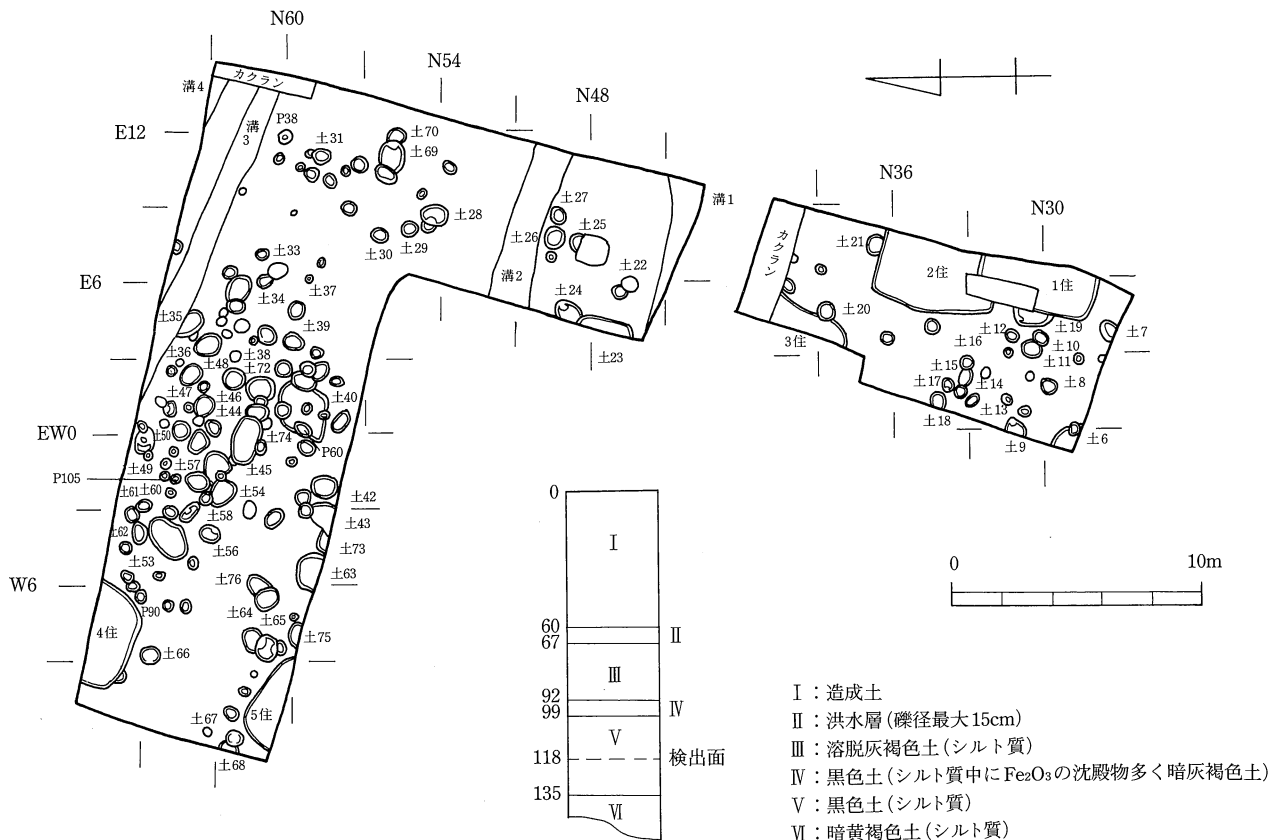 N60
N54
N48
N36
N30
E12
E6
EW0
W6
溝4
カクラン
溝3
P38
土31
土70
土69
土28
土29
土30
土33
土34
土37
土35
土39
土36
土38
土48
土72
土47
土46
土44
土40
土50
土74
土49
土57
土45
P60
P105
土61
土60
土54
土42
土58
土43
土62
土56
土73
土53
土76
土63
P90
土64
土65
土75
4住
土66
土67
5住
土68
溝2
土27
土26
土25
土22
土24
土23
溝1
カクラン
土21
2住
1住
土20
3住
土19
土12
土7
土16
土10
土15
土11
土17
土14
土8
土13
土18
土9
土6
0
10m
0
Ⅰ
60
Ⅱ
67
Ⅲ
92
Ⅳ
99
Ⅴ
118
検出面
135
Ⅵ
Ⅰ：造成土
Ⅱ：洪水層(礫径最大15cm)
Ⅲ：溶脱灰褐色土(シルト質)
Ⅳ：黒色土(シルト質中にFe₂O₃の沈殿物多く暗灰褐色土)
Ⅴ：黒色土(シルト質)
Ⅵ：暗黄褐色土(シルト質)